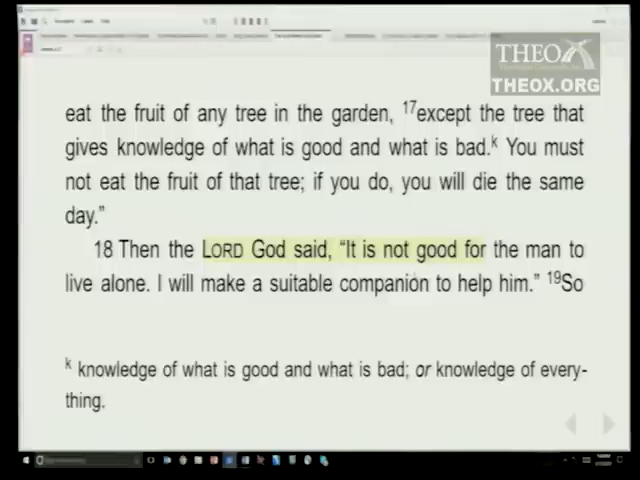 THEOX
THEOX.ORG
eat the fruit of any tree in the garden, ¹⁷except the tree that
gives knowledge of what is good and what is bad.ᵏ You must
not eat the fruit of that tree; if you do, you will die the same
day.”
18 Then the LORD God said, “It is not good for the man to
live alone. I will make a suitable companion to help him.” ¹⁹So
ᵏ knowledge of what is good and what is bad; or knowledge of every-
thing.